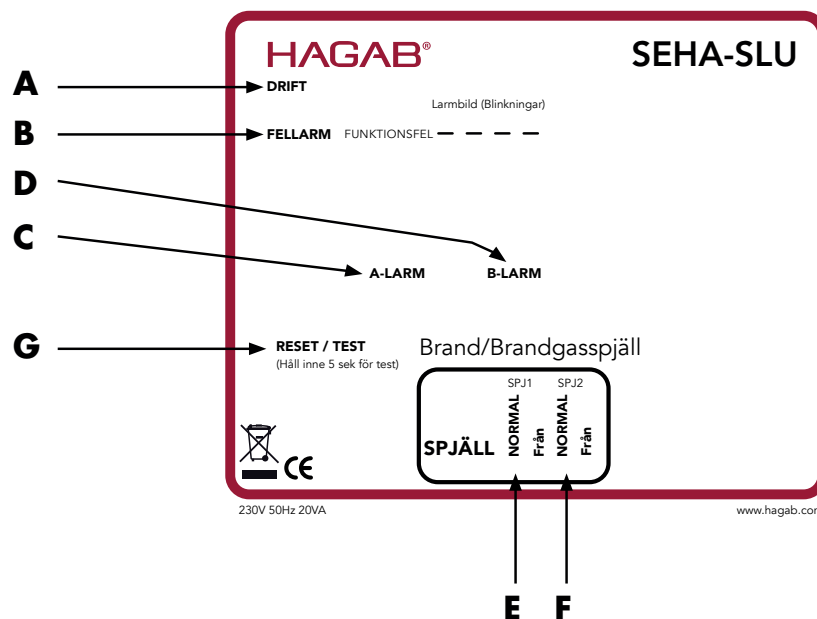 HAGAB®
SEHA-SLU
A
DRIFT
Larmbild (Blinkningar)
B
FELLARM FUNKTIONSFEL — — — —
D
C
A-LARM B-LARM
G
RESET / TEST
(Håll inne 5 sek för test)
Brand/Brandgasspjäll
SPJ1 SPJ2
SPJÄLL NORMAL Från NORMAL Från
CE
230V 50Hz 20VA
www.hagab.com
E F